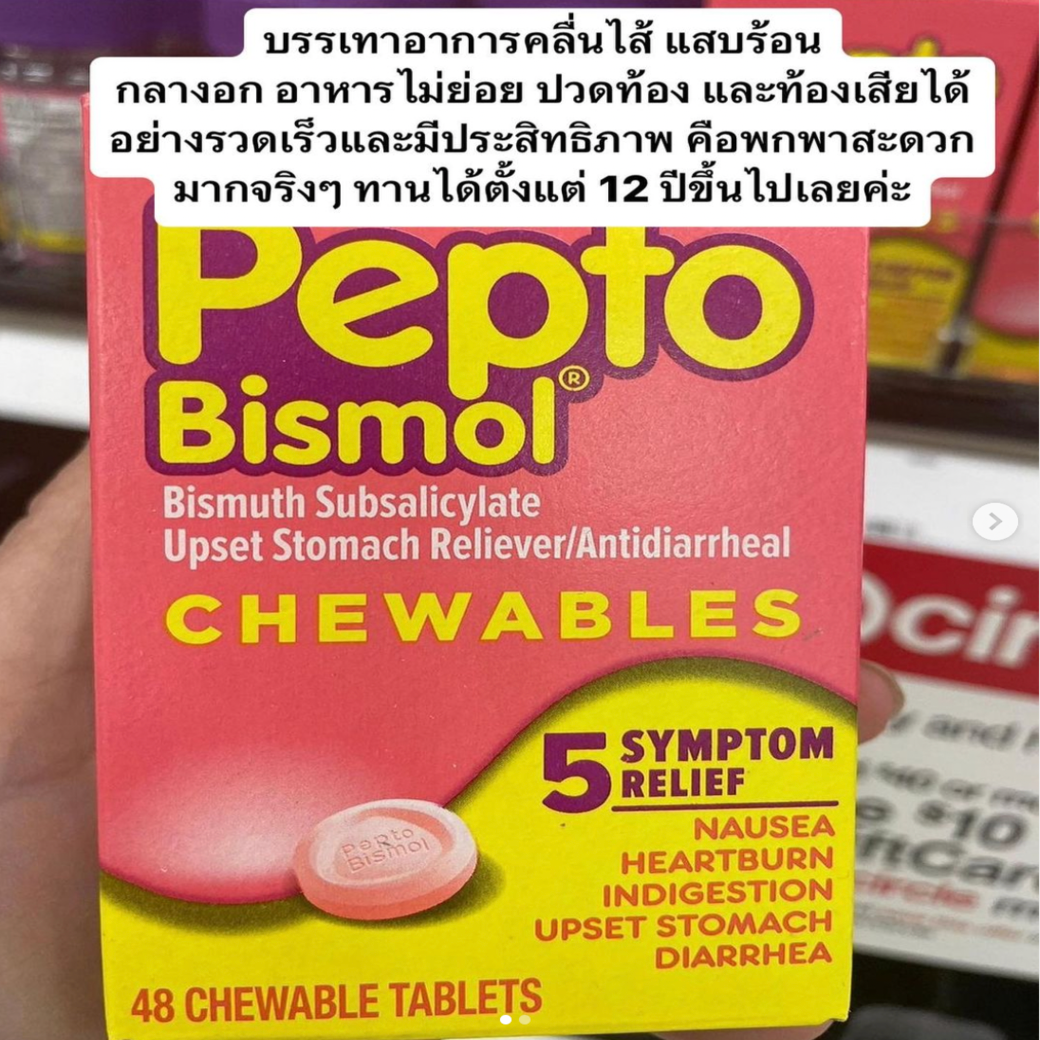 บรรเทาอาการคลื่นไส้ แสบร้อน
กลางอก อาหารไม่ย่อย ปวดท้อง และท้องเสียได้
อย่างรวดเร็วและมีประสิทธิภาพ คือพกพาสะดวก
มากจริงๆ ทานได้ตั้งแต่ 12 ปีขึ้นไปเลยค่ะ
Pepto
Bismol®
Bismuth Subsalicylate
Upset Stomach Reliever/Antidiarrheal
CHEWABLES
5 SYMPTOM
RELIEF
NAUSEA
HEARTBURN
INDIGESTION
UPSET STOMACH
DIARRHEA
Pepto
Bismol
48 CHEWABLE TABLETS
$10